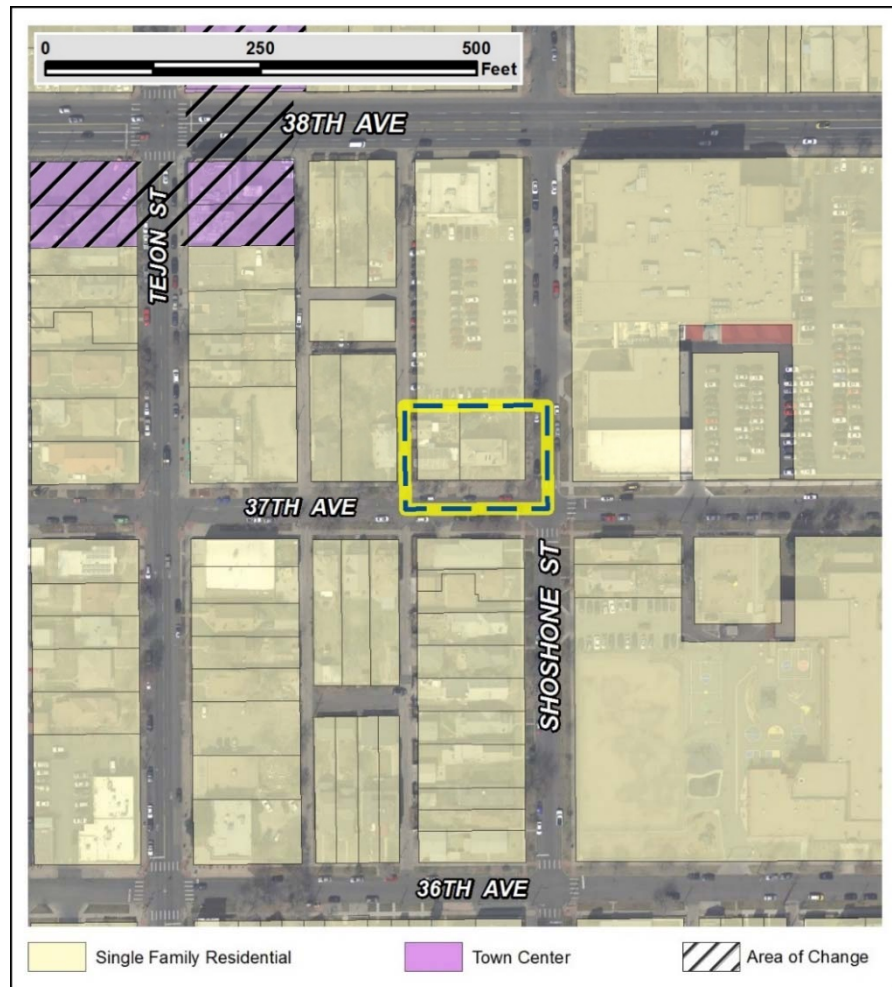 0 250 500
Feet
38TH AVE
TEJON ST
37TH AVE
SHOSHONE ST
36TH AVE
Single Family Residential Town Center Area of Change